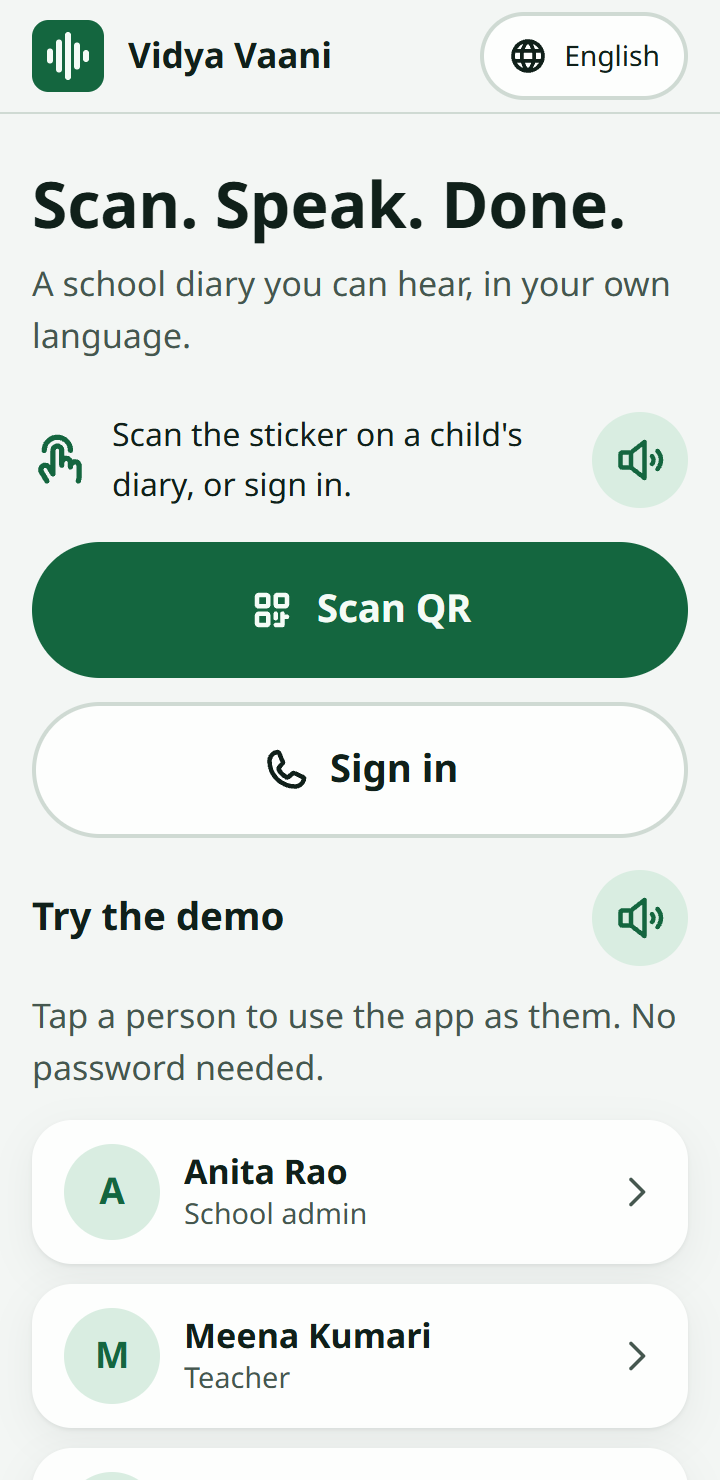 Vidya Vaani
English
Scan. Speak. Done.
A school diary you can hear, in your own
language.
Scan the sticker on a child's
diary, or sign in.
Scan QR
Sign in
Try the demo
Tap a person to use the app as them. No
password needed.
A
Anita Rao
School admin
M
Meena Kumari
Teacher